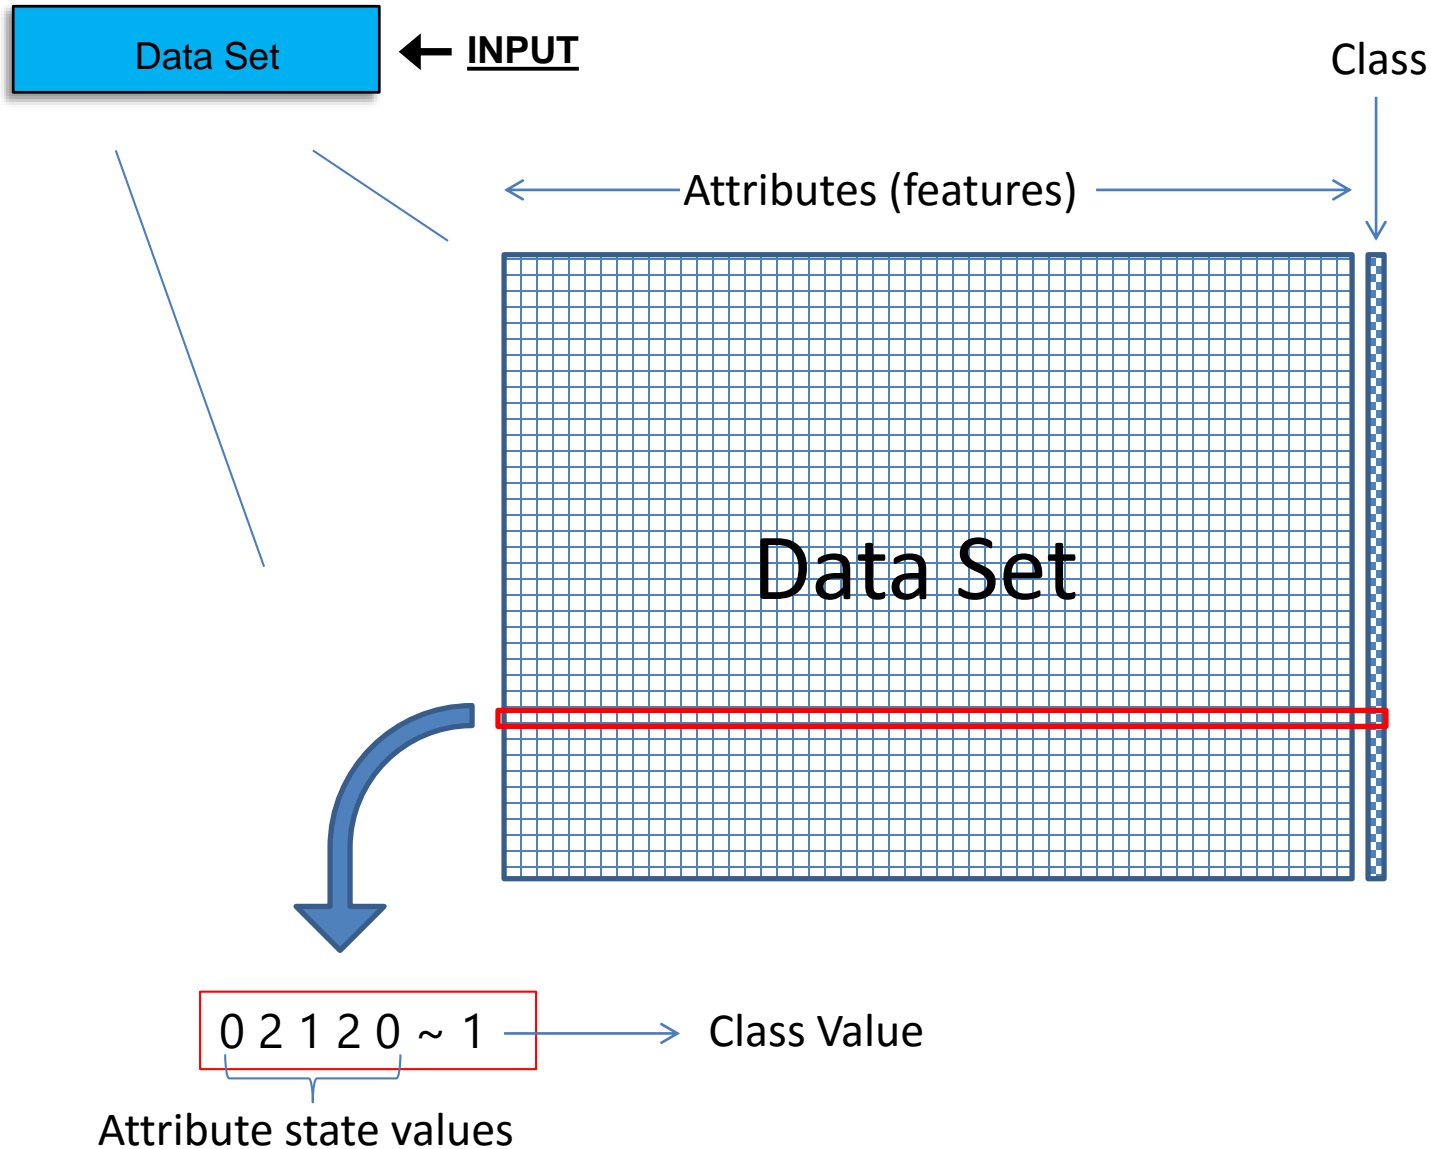 Data Set
INPUT
Class
Attributes (features)
Data Set
0 2 1 2 0 ~ 1
Class Value
Attribute state values